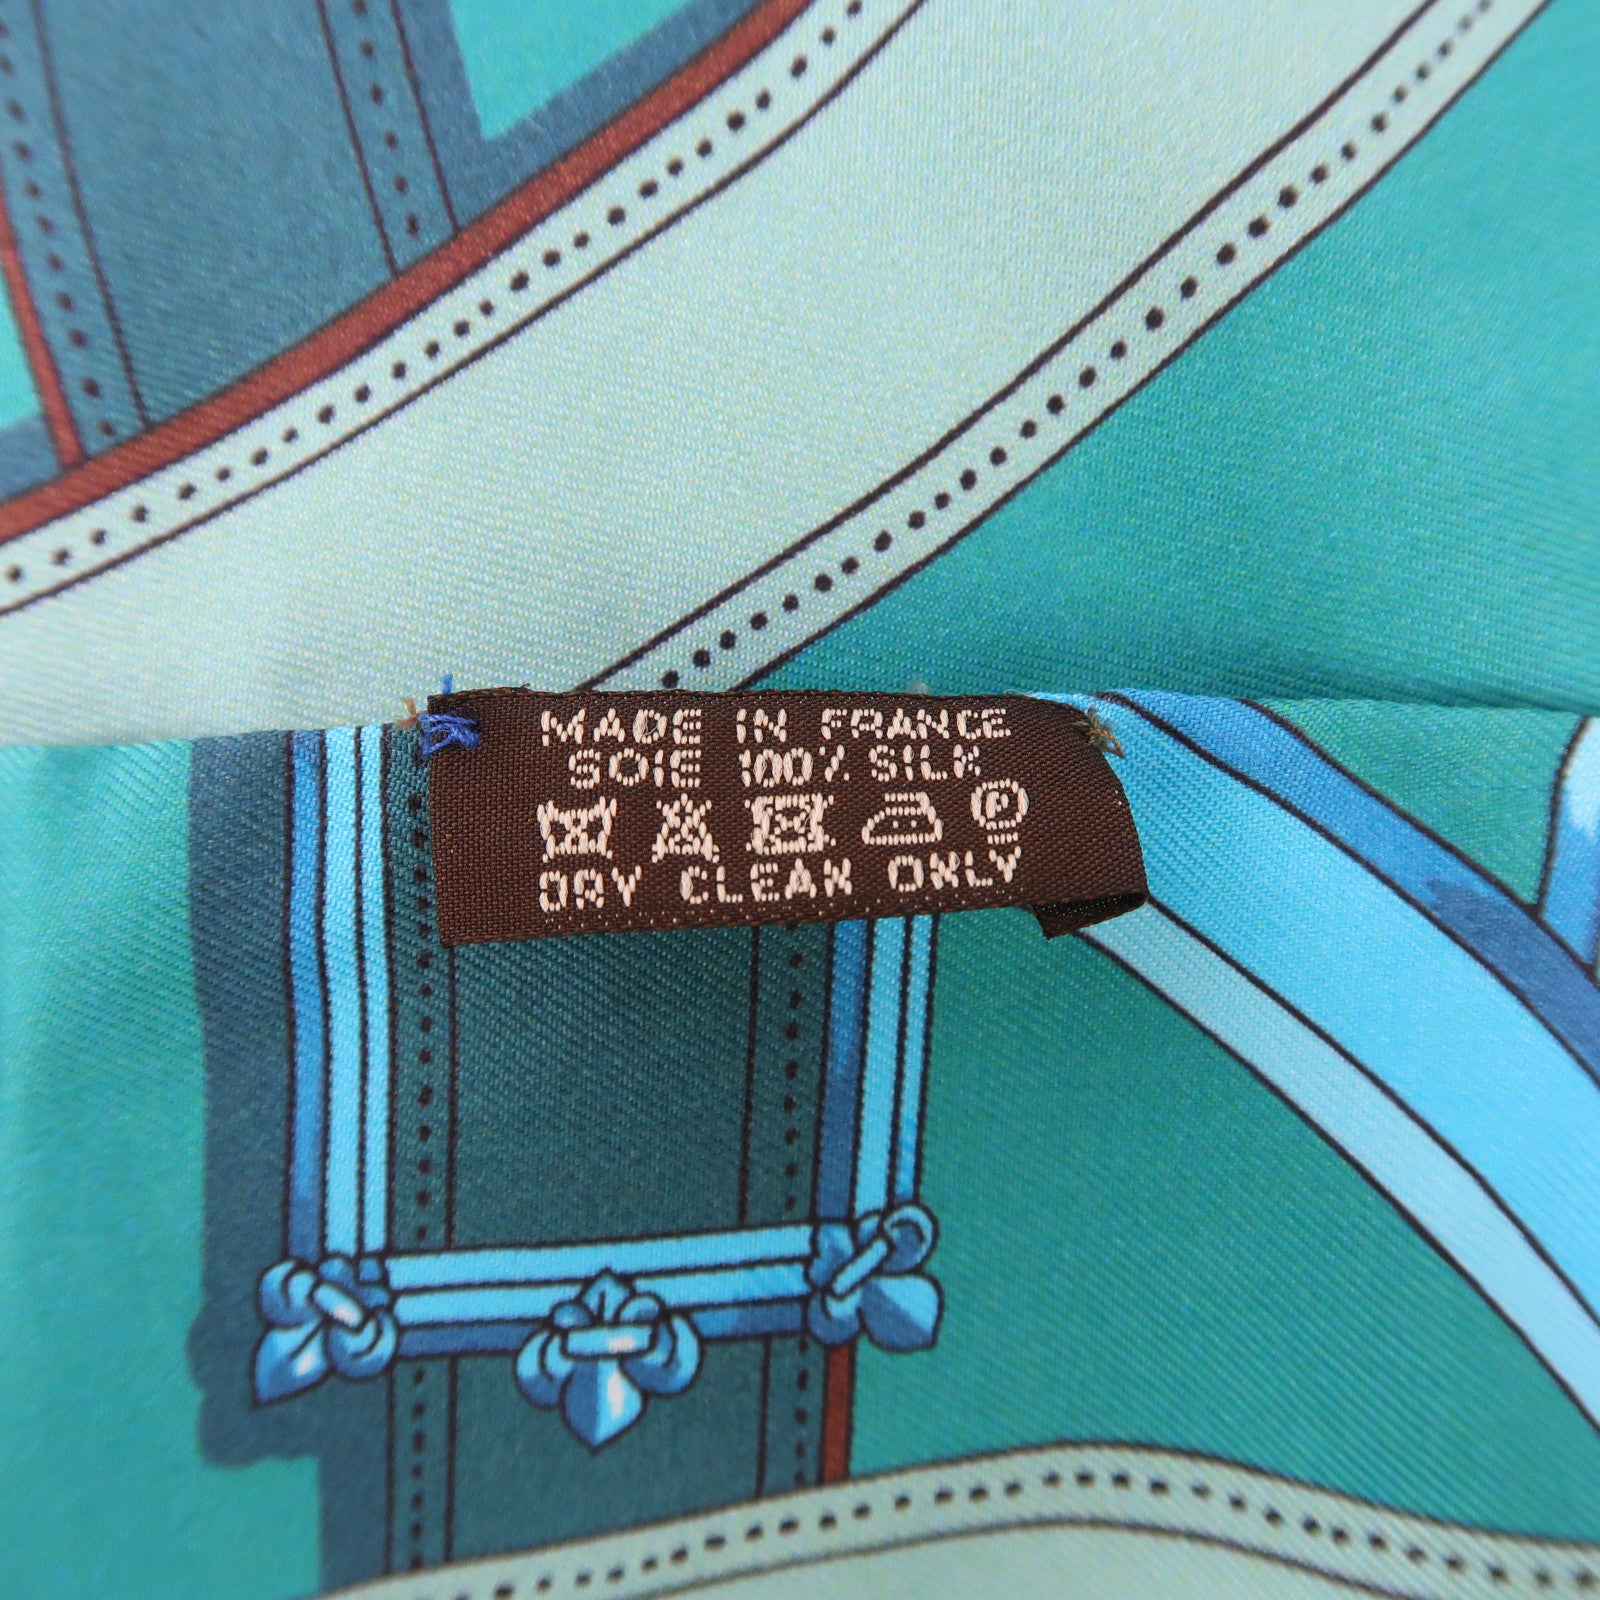 MADE IN FRANCE
SOIE 100% SILK
P
DRY CLEAN ONLY